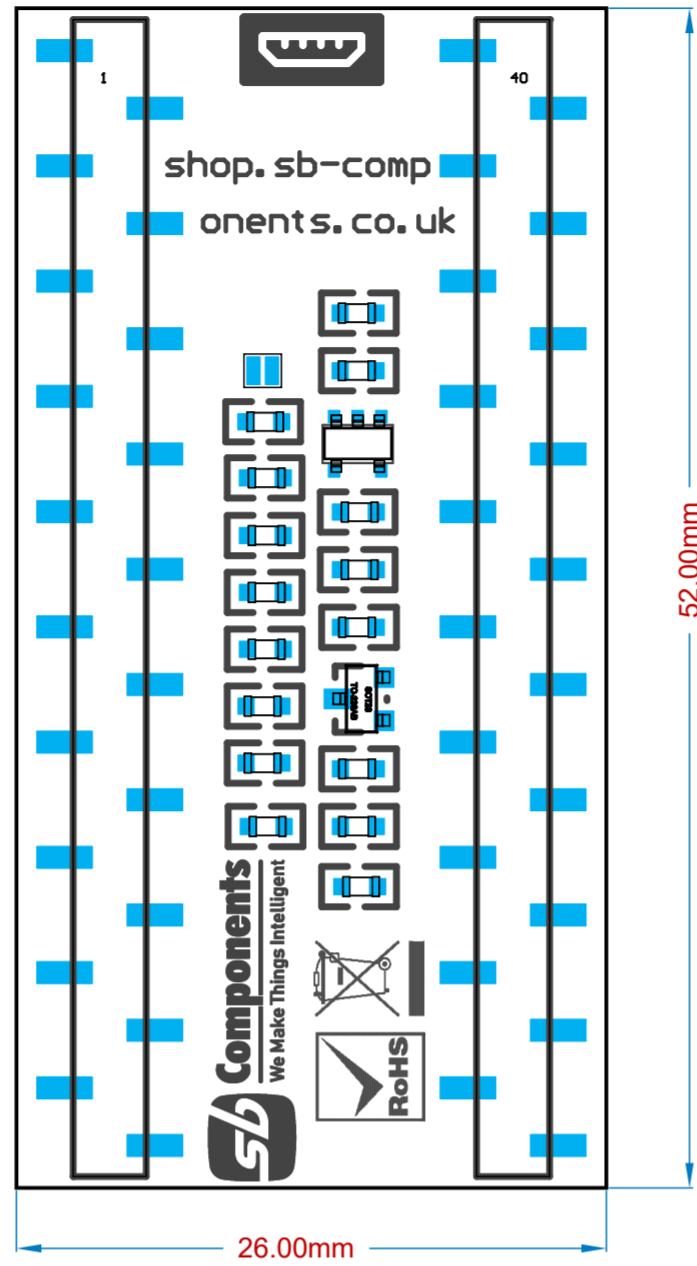 1
40
shop.sb-comp
onents.co.uk
52.00mm
SOT23
Components
We Make Things Intelligent
sb
RoHS
26.00mm